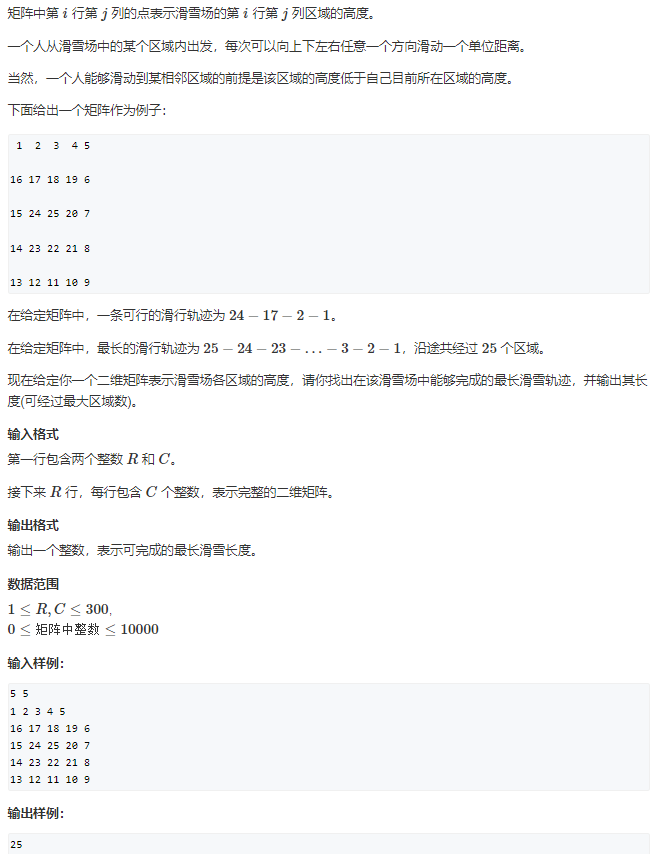 矩阵中第 i 行第 j 列的点表示滑雪场的第 i 行第 j 列区域的高度。
一个人从滑雪场中的某个区域内出发，每次可以向上下左右任意一个方向滑动一个单位距离。
当然，一个人能够滑动到某相邻区域的前提是该区域的高度低于自己目前所在区域的高度。
下面给出一个矩阵作为例子：
1 2 3 4 5
16 17 18 19 6
15 24 25 20 7
14 23 22 21 8
13 12 11 10 9
在给定矩阵中，一条可行的滑行轨迹为 24 − 17 − 2 − 1。
在给定矩阵中，最长的滑行轨迹为 25 − 24 − 23 − … − 3 − 2 − 1，沿途共经过 25 个区域。
现在给定你一个二维矩阵表示滑雪场各区域的高度，请你找出在该滑雪场中能够完成的最长滑雪轨迹，并输出其长
度(可经过最大区域数)。
输入格式
第一行包含两个整数 R 和 C。
接下来 R 行，每行包含 C 个整数，表示完整的二维矩阵。
输出格式
输出一个整数，表示可完成的最长滑雪长度。
数据范围
1 ≤ R, C ≤ 300,
0 ≤ 矩阵中整数 ≤ 10000
输入样例：
5 5
1 2 3 4 5
16 17 18 19 6
15 24 25 20 7
14 23 22 21 8
13 12 11 10 9
输出样例：
25